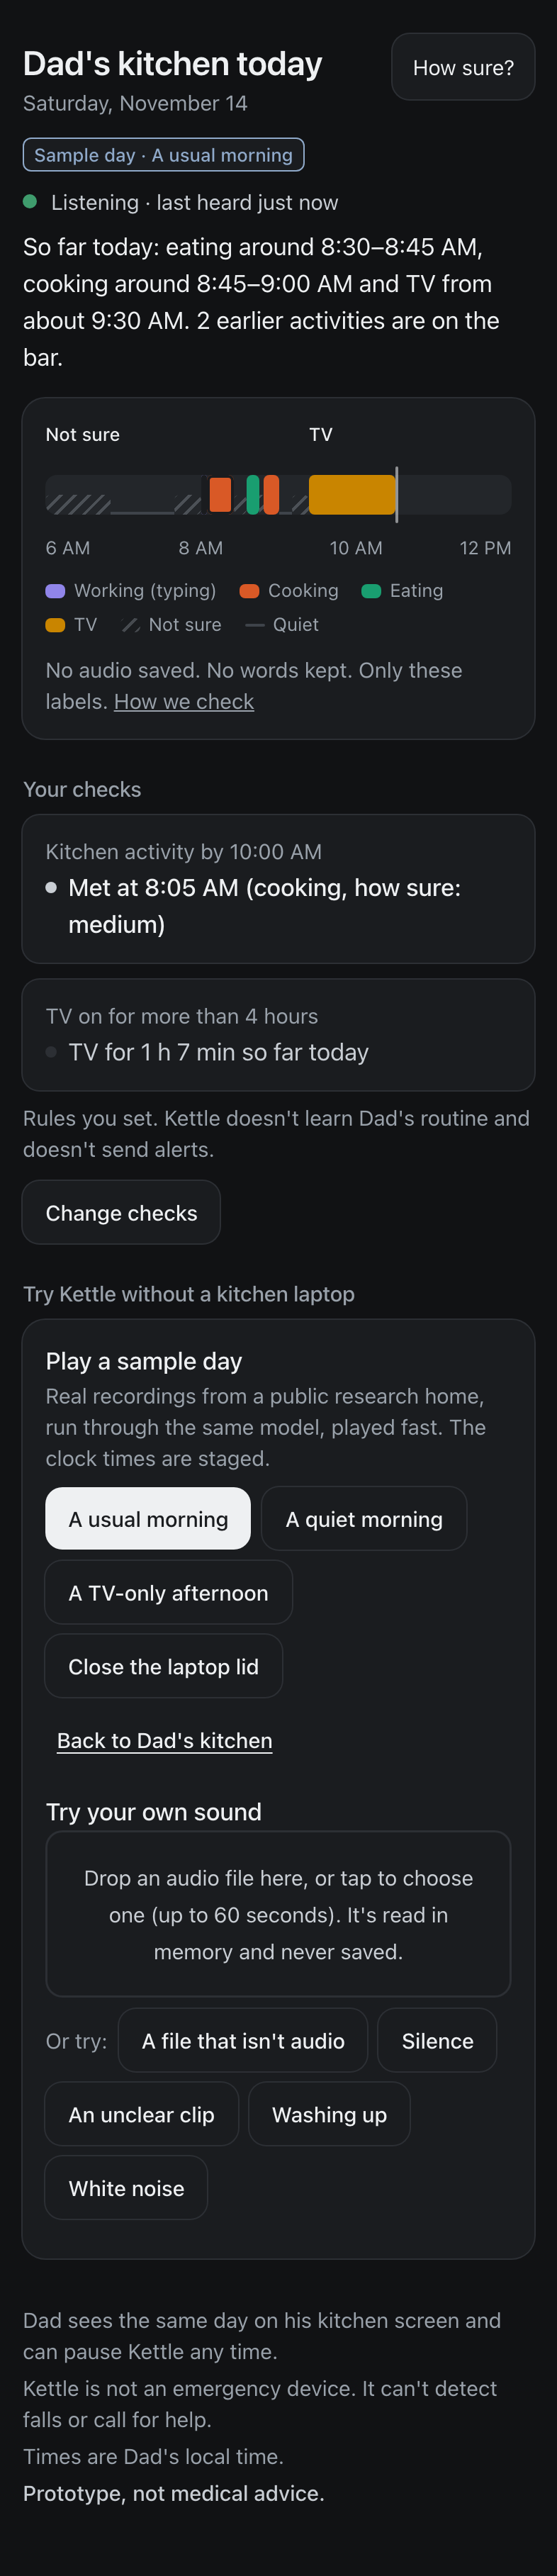 Dad's kitchen today
How sure?
Saturday, November 14
Sample day · A usual morning
Listening · last heard just now
So far today: eating around 8:30–8:45 AM,
cooking around 8:45–9:00 AM and TV from
about 9:30 AM. 2 earlier activities are on the
bar.
Not sure
TV
6 AM
8 AM
10 AM
12 PM
Working (typing)
Cooking
Eating
TV
Not sure
Quiet
No audio saved. No words kept. Only these
labels. How we check
Your checks
Kitchen activity by 10:00 AM
Met at 8:05 AM (cooking, how sure:
medium)
TV on for more than 4 hours
TV for 1 h 7 min so far today
Rules you set. Kettle doesn't learn Dad's routine and
doesn't send alerts.
Change checks
Try Kettle without a kitchen laptop
Play a sample day
Real recordings from a public research home,
run through the same model, played fast. The
clock times are staged.
A usual morning
A quiet morning
A TV-only afternoon
Close the laptop lid
Back to Dad's kitchen
Try your own sound
Drop an audio file here, or tap to choose
one (up to 60 seconds). It's read in
memory and never saved.
Or try:
A file that isn't audio
Silence
An unclear clip
Washing up
White noise
Dad sees the same day on his kitchen screen and
can pause Kettle any time.
Kettle is not an emergency device. It can't detect
falls or call for help.
Times are Dad's local time.
Prototype, not medical advice.